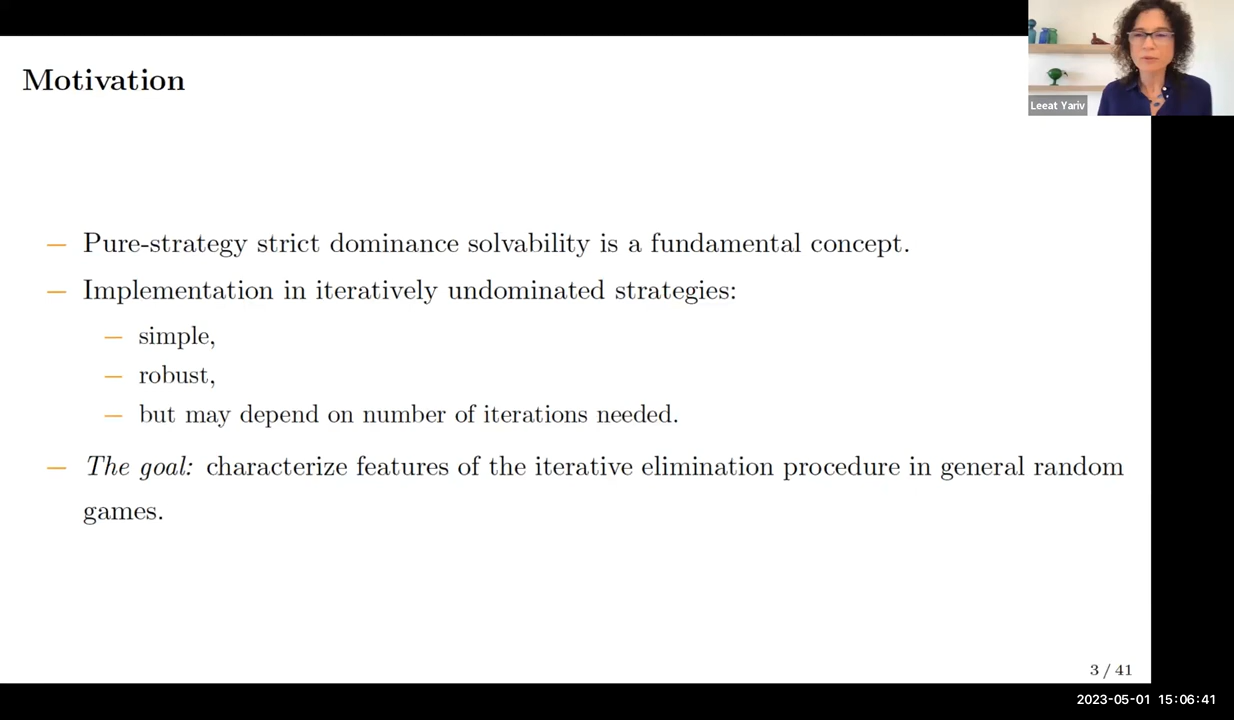 Motivation
Leeat Yariv
— Pure-strategy strict dominance solvability is a fundamental concept.
— Implementation in iteratively undominated strategies:
— simple,
— robust,
— but may depend on number of iterations needed.
— The goal: characterize features of the iterative elimination procedure in general random
games.
3 / 41
2023-05-01 15:06:41